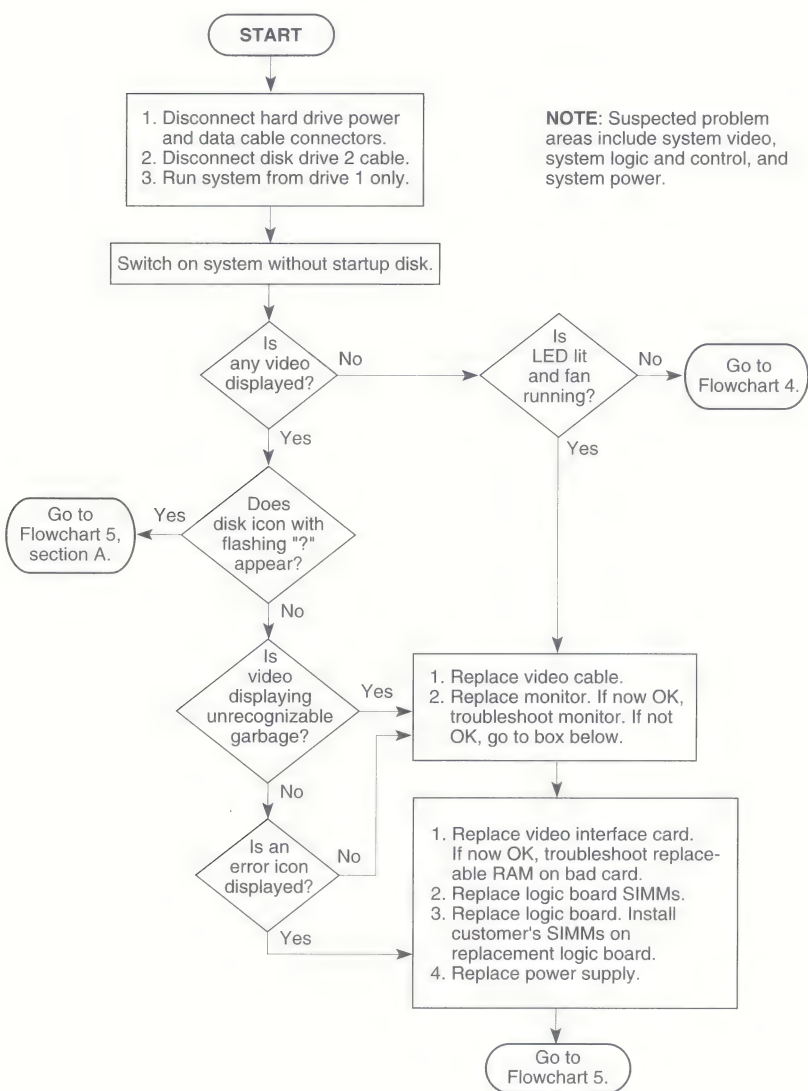 START
1. Disconnect hard drive power
and data cable connectors.
2. Disconnect disk drive 2 cable.
3. Run system from drive 1 only.
NOTE: Suspected problem
areas include system video,
system logic and control, and
system power.
Switch on system without startup disk.
Is
any video
displayed?
No
Is
LED lit
and fan
running?
No
Go to
Flowchart 4.
Yes
Yes
Does
disk icon with
flashing "?"
appear?
Yes
Go to
Flowchart 5,
section A.
No
Is
video
displaying
unrecognizable
garbage?
Yes
1. Replace video cable.
2. Replace monitor. If now OK,
troubleshoot monitor. If not
OK, go to box below.
No
Is an
error icon
displayed?
No
Yes
1. Replace video interface card.
If now OK, troubleshoot replace-
able RAM on bad card.
2. Replace logic board SIMMs.
3. Replace logic board. Install
customer's SIMMs on
replacement logic board.
4. Replace power supply.
Go to
Flowchart 5.